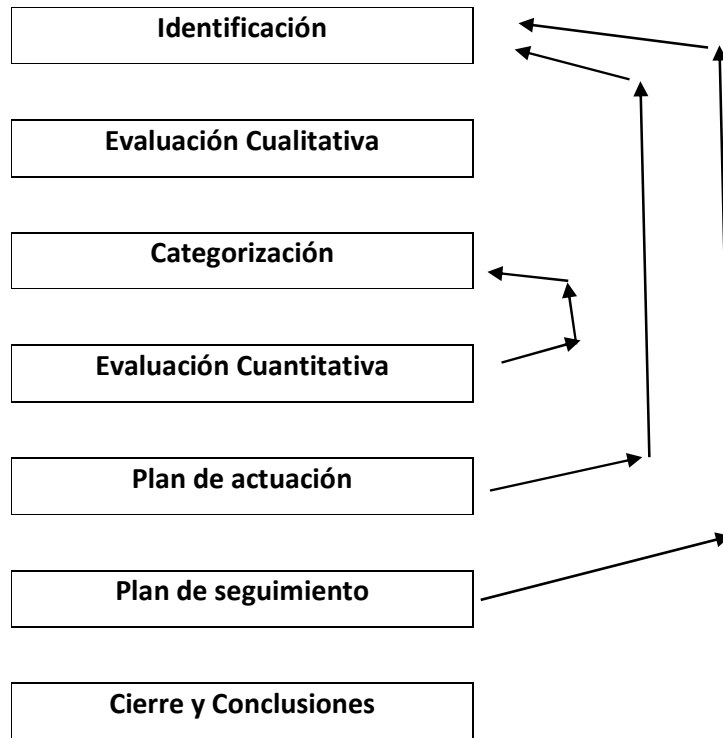 Identificación
Evaluación Cualitativa
Categorización
Evaluación Cuantitativa
Plan de actuación
Plan de seguimiento
Cierre y Conclusiones